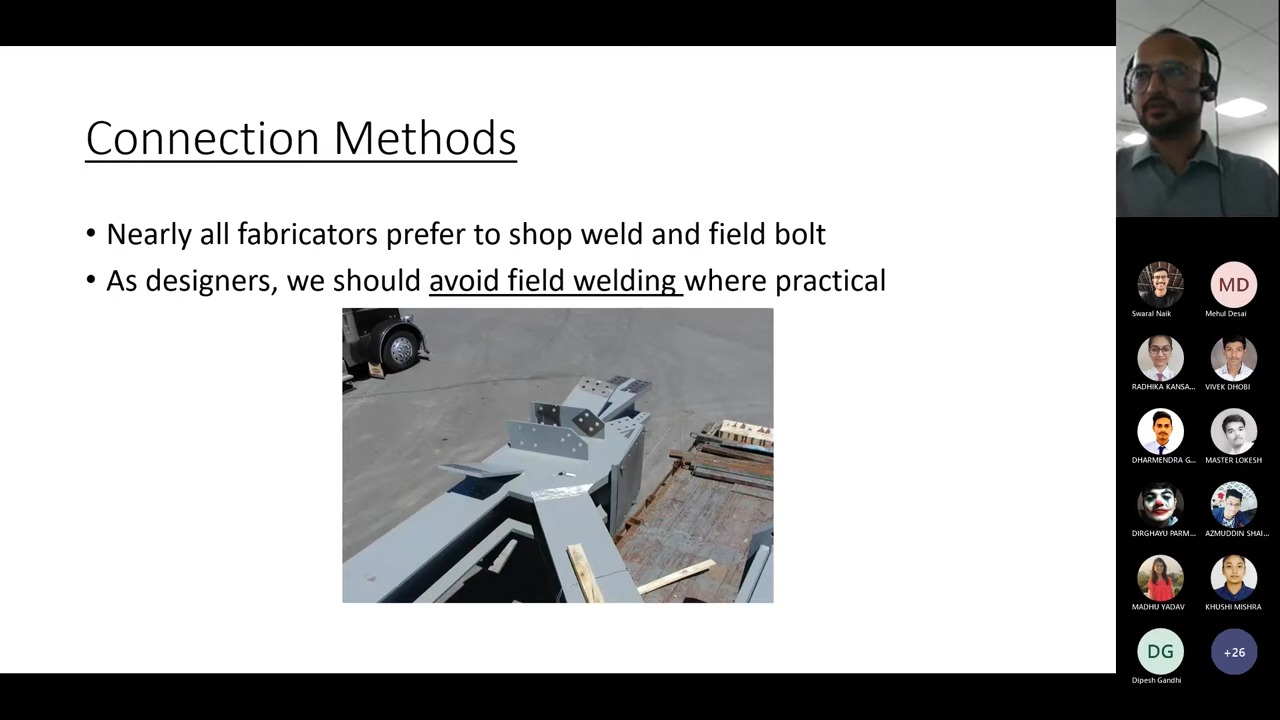 Connection Methods
• Nearly all fabricators prefer to shop weld and field bolt
• As designers, we should avoid field welding where practical
MD
Swaral Naik
Mehul Desai
RADHIKA KANSA...
VIVEK DHOBI
DHARMENDRA G...
MASTER LOKESH
DIRGHAYU PARM...
AZMUDDIN SHAI...
MADHU YADAV
KHUSHI MISHRA
DG
+26
Dipesh Gandhi